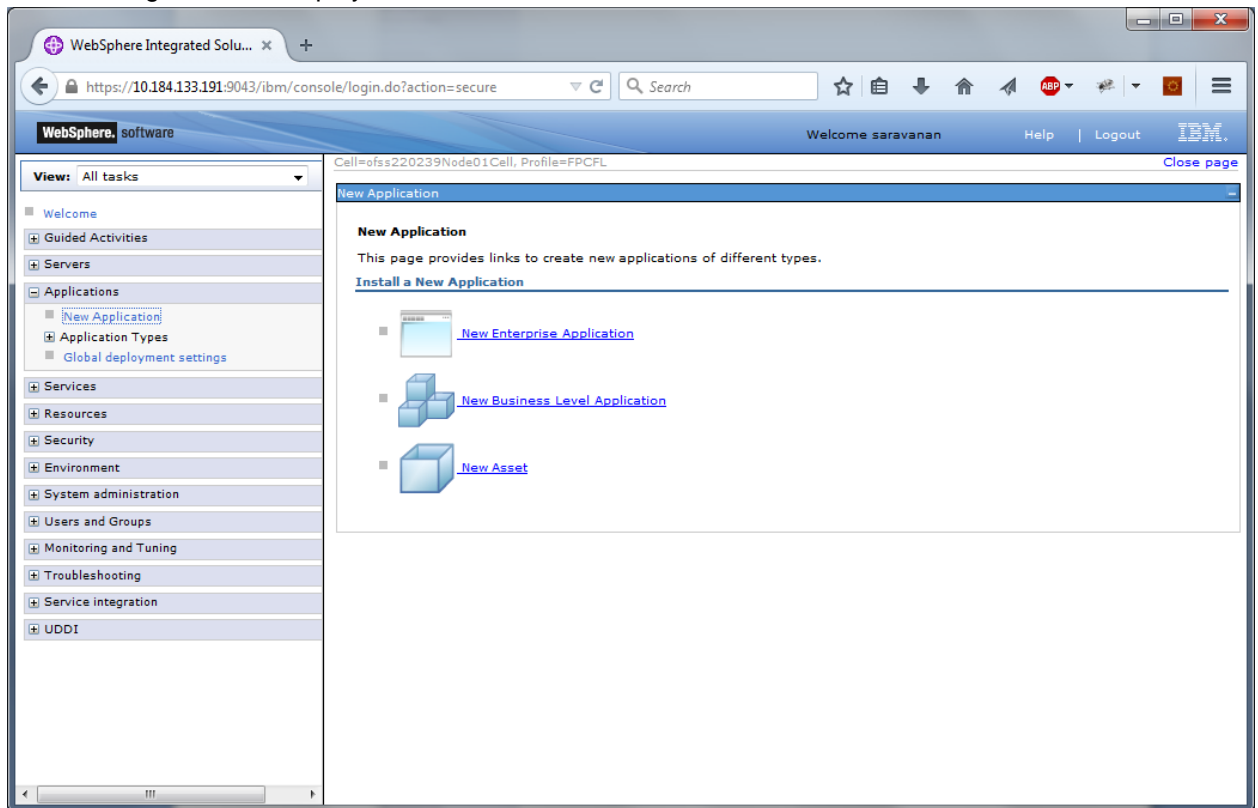 WebSphere Integrated Solu...
https://10.184.133.191:9043/ibm/console/login.do?action=secure
Search
ABP
WebSphere. software
Welcome saravanan
Help | Logout
IBM.
View: All tasks
Welcome
Guided Activities
Servers
Applications
New Application
Application Types
Global deployment settings
Services
Resources
Security
Environment
System administration
Users and Groups
Monitoring and Tuning
Troubleshooting
Service integration
UDDI
Cell=ofss220239Node01Cell, Profile=FPCFL
Close page
New Application
New Application
This page provides links to create new applications of different types.
Install a New Application
New Enterprise Application
New Business Level Application
New Asset